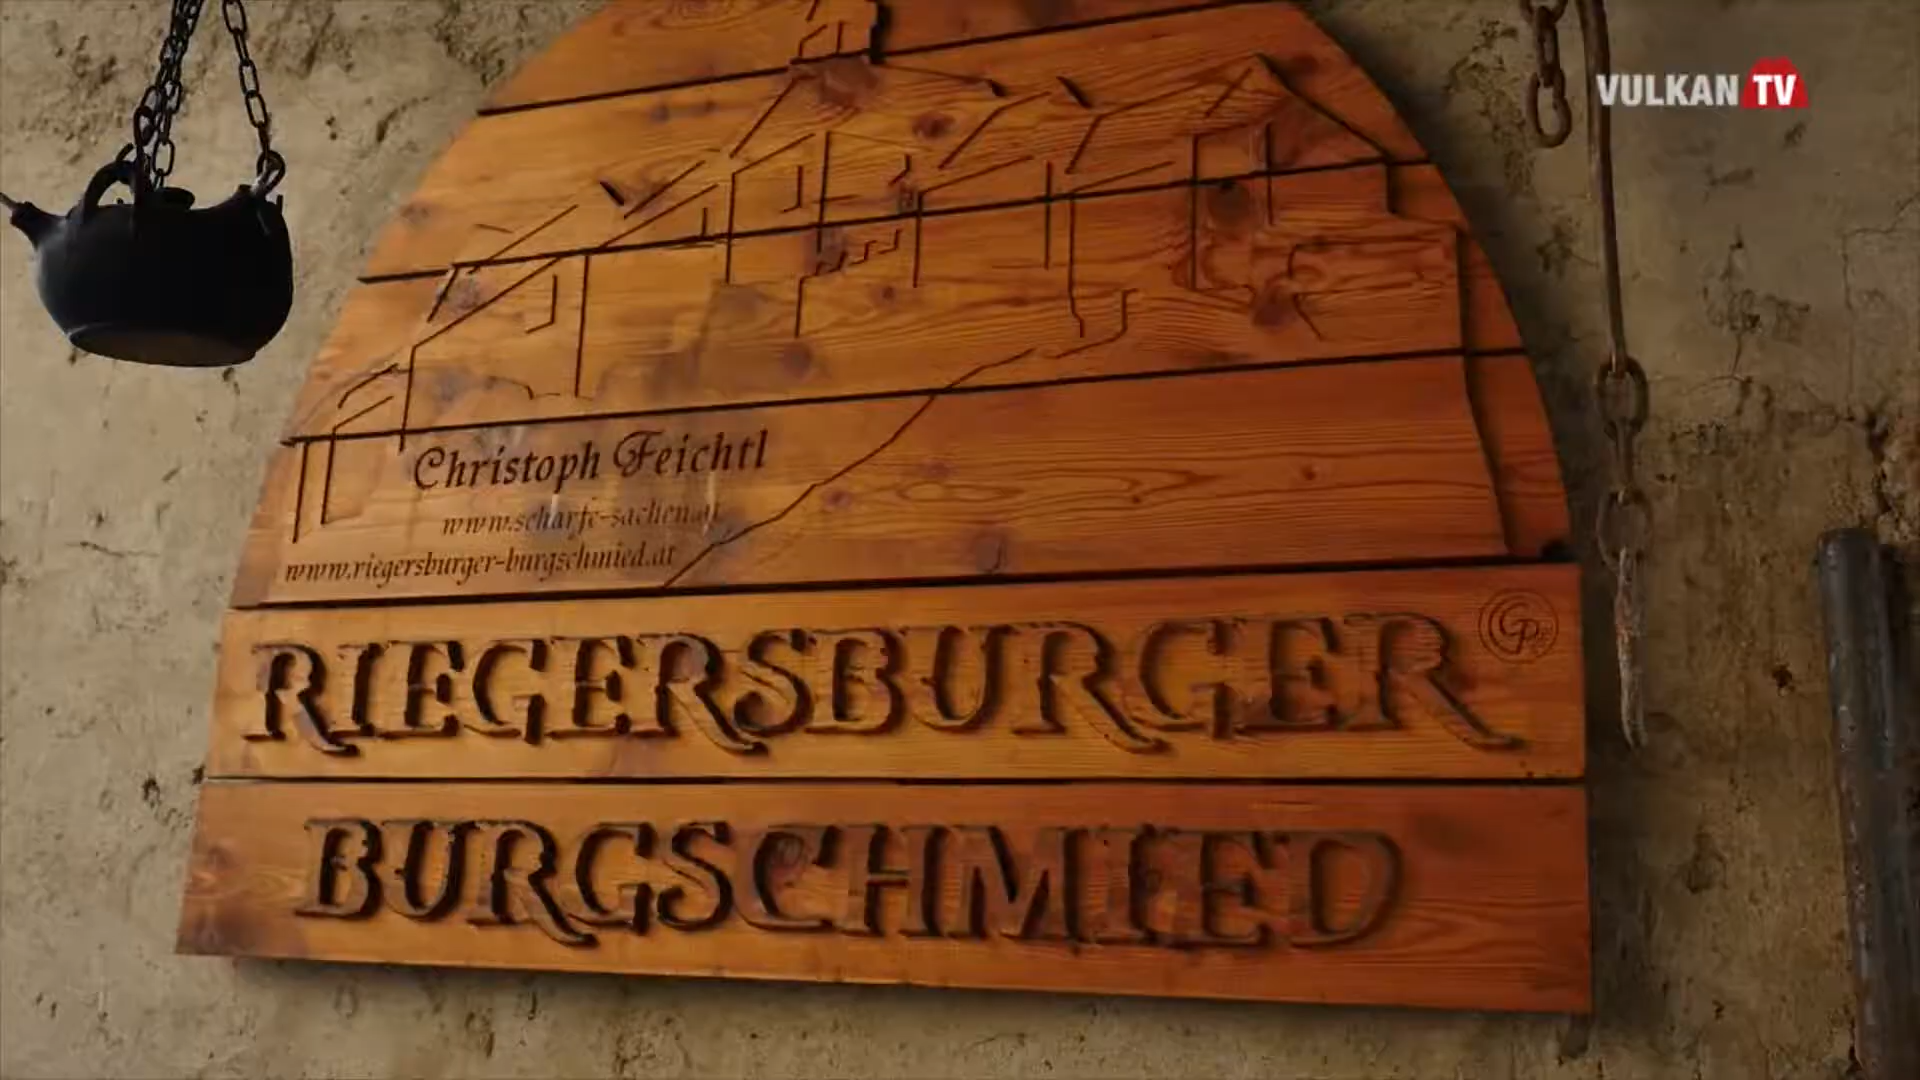 VULKAN TV
Christoph Feichtl
www.scharfe-sachen.at
www.riegersburger-burgschmied.at
RIEGERSBURGER
BURGSCHMIED